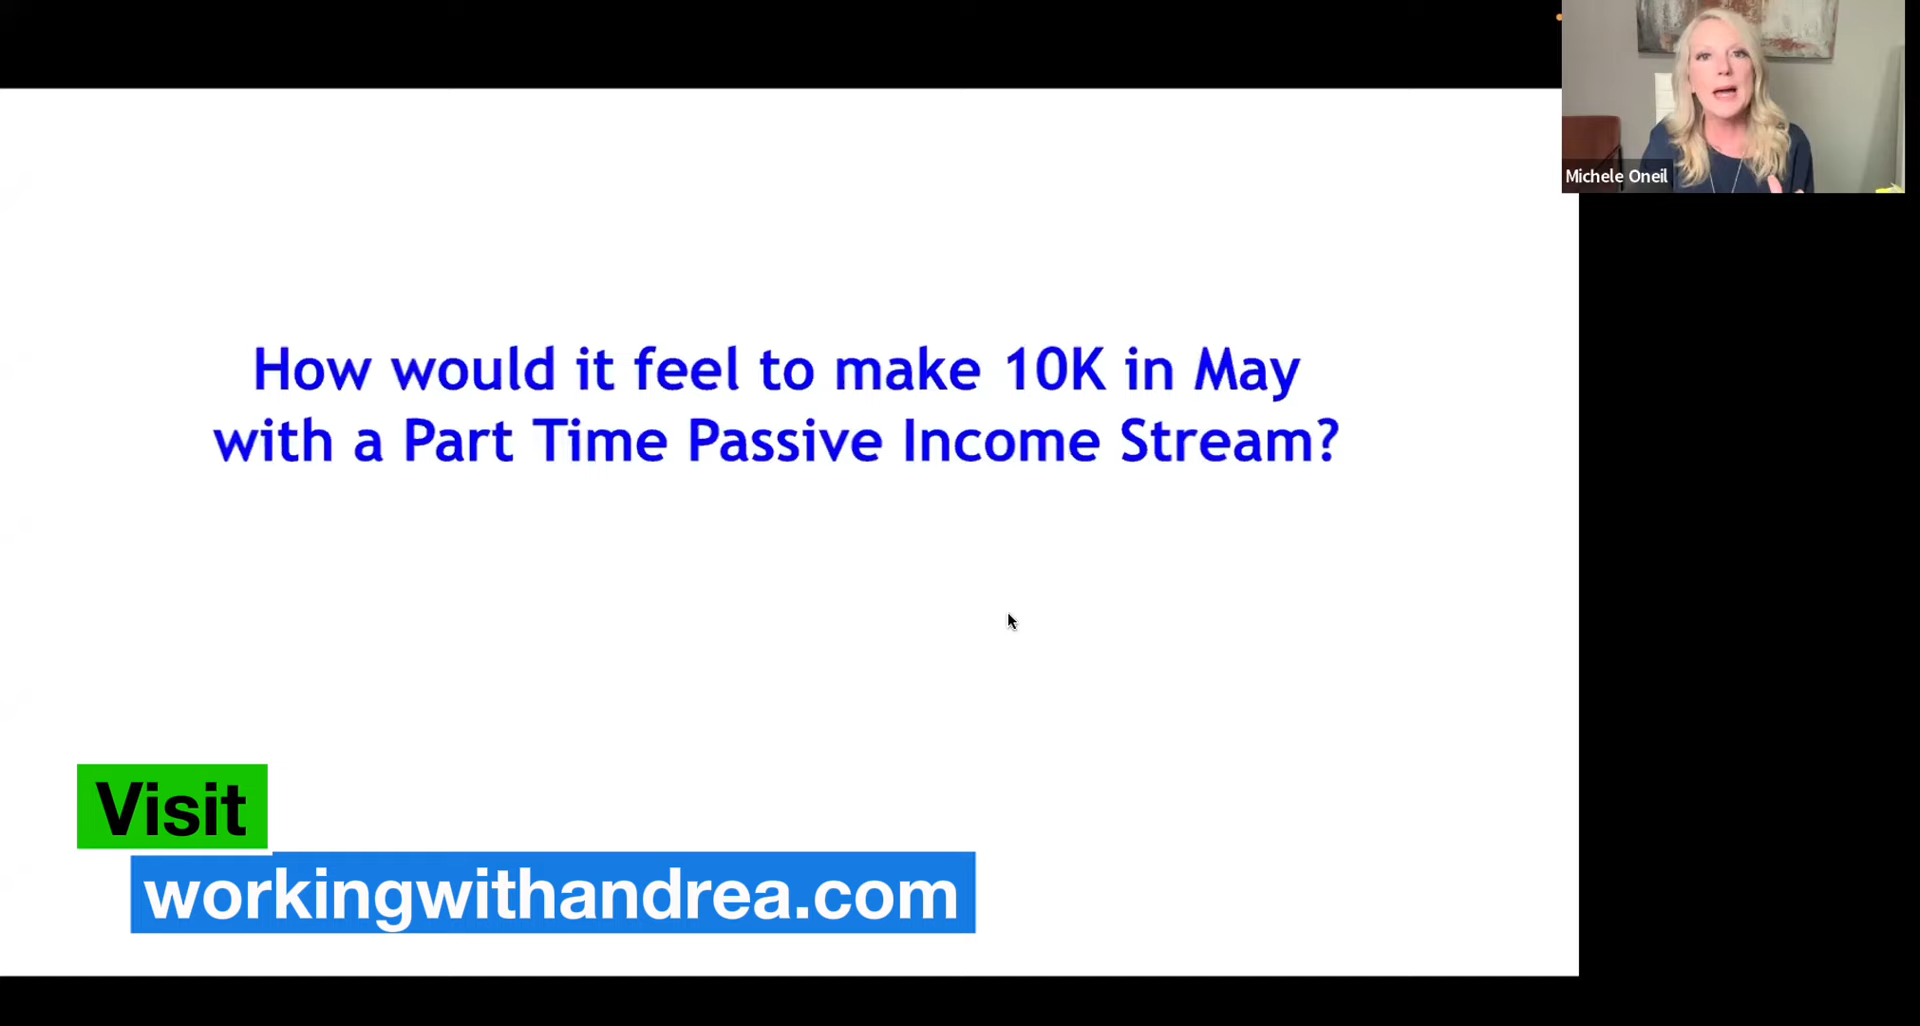 Michele Oneil
How would it feel to make 10K in May
with a Part Time Passive Income Stream?
Visit
workingwithandrea.com